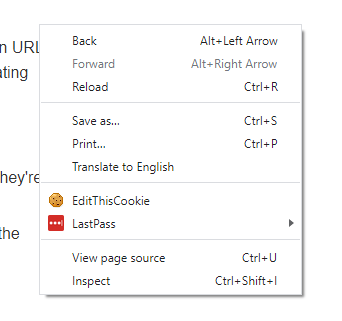 n URL
ating
Back Alt+Left Arrow
Forward Alt+Right Arrow
Reload Ctrl+R
Save as... Ctrl+S
Print... Ctrl+P
Translate to English
hey're
EditThisCookie
LastPass
the
View page source Ctrl+U
Inspect Ctrl+Shift+I